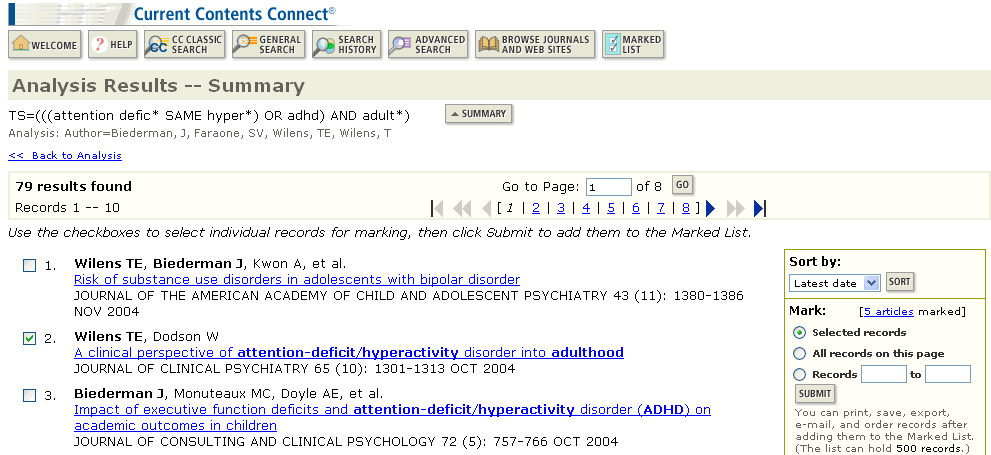 Current Contents Connect®
WELCOME
? HELP
CC CC CLASSIC SEARCH
GENERAL SEARCH
SEARCH HISTORY
ADVANCED SEARCH
BROWSE JOURNALS AND WEB SITES
MARKED LIST
Analysis Results -- Summary
TS=(((attention defic* SAME hyper*) OR adhd) AND adult*)
SUMMARY
Analysis: Author=Biederman, J, Faraone, SV, Wilens, TE, Wilens, T
<< Back to Analysis
79 results found
Go to Page: 1 of 8 GO
Records 1 -- 10
[ 1 | 2 | 3 | 4 | 5 | 6 | 7 | 8 ]
Use the checkboxes to select individual records for marking, then click Submit to add them to the Marked List.
1. Wilens TE, Biederman J, Kwon A, et al.
Risk of substance use disorders in adolescents with bipolar disorder
JOURNAL OF THE AMERICAN ACADEMY OF CHILD AND ADOLESCENT PSYCHIATRY 43 (11): 1380-1386
NOV 2004
2. Wilens TE, Dodson W
A clinical perspective of attention-deficit/hyperactivity disorder into adulthood
JOURNAL OF CLINICAL PSYCHIATRY 65 (10): 1301-1313 OCT 2004
3. Biederman J, Monuteaux MC, Doyle AE, et al.
Impact of executive function deficits and attention-deficit/hyperactivity disorder (ADHD) on
academic outcomes in children
JOURNAL OF CONSULTING AND CLINICAL PSYCHOLOGY 72 (5): 757-766 OCT 2004
Sort by:
Latest date SORT
Mark: [5 articles marked]
Selected records
All records on this page
Records to
SUBMIT
You can print, save, export,
e-mail, and order records after
adding them to the Marked List.
(The list can hold 500 records.)